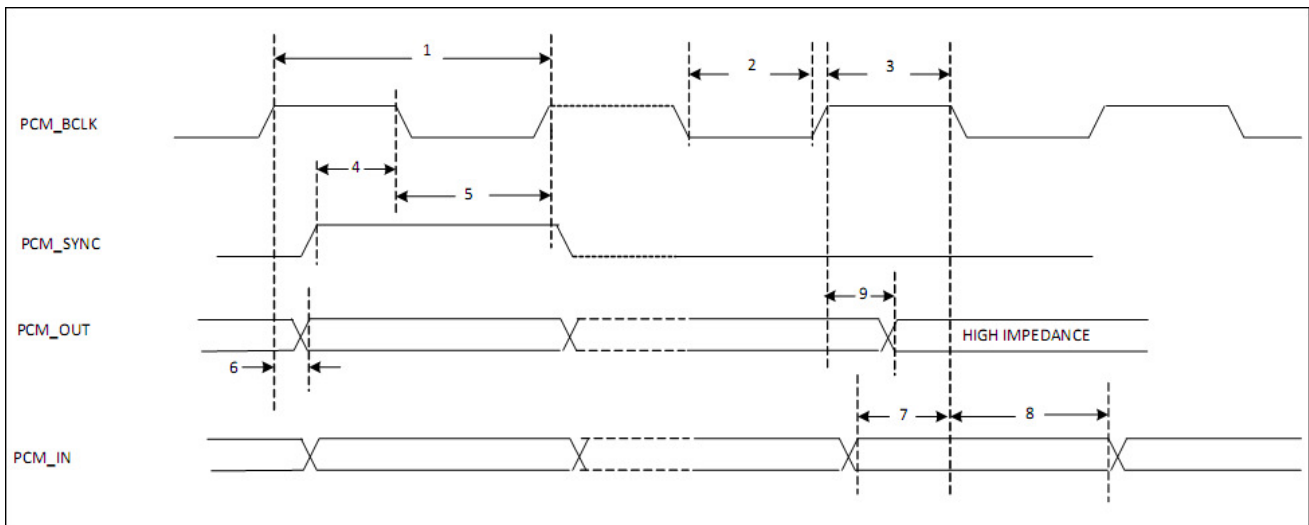 1
2
3
PCM_BCLK
4
5
PCM_SYNC
9
PCM_OUT
HIGH IMPEDANCE
6
7
8
PCM_IN